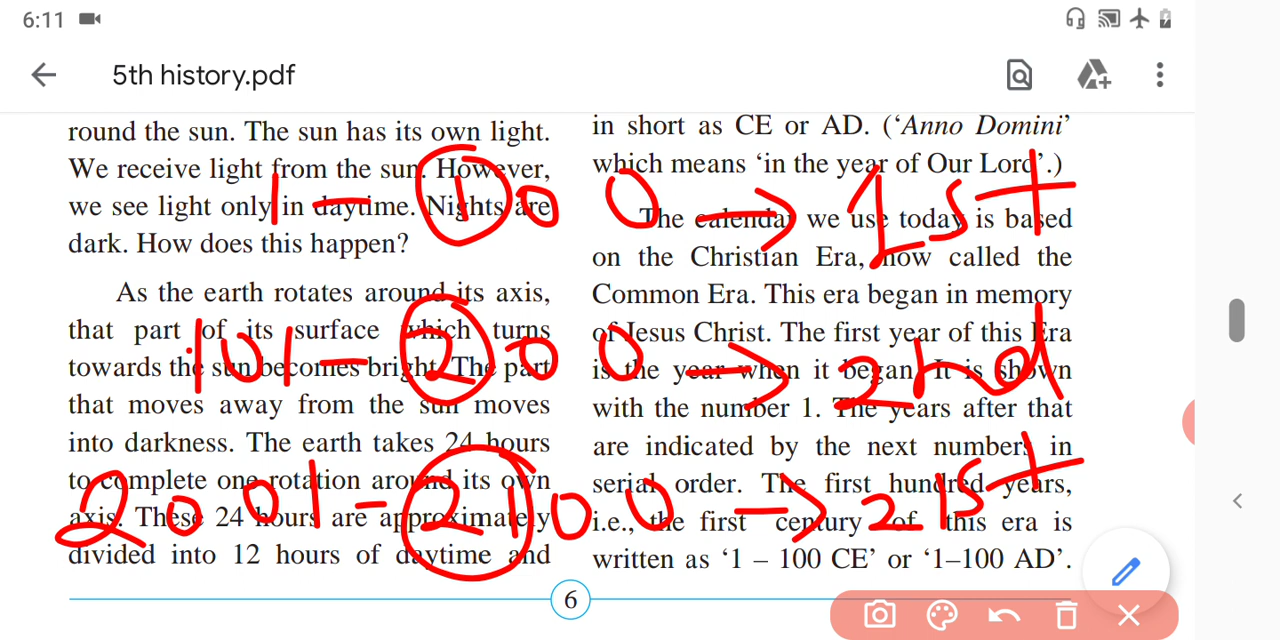 6:11
5th history.pdf
round the sun. The sun has its own light.
We receive light from the sun. However,
we see light only in daytime. Nights are
dark. How does this happen?
As the earth rotates around its axis,
that part of its surface which turns
towards the sun becomes bright. The part
that moves away from the sun moves
into darkness. The earth takes 24 hours
to complete one rotation around its own
axis. These 24 hours are approximately
divided into 12 hours of daytime and
in short as CE or AD. (‘Anno Domini’
which means ‘in the year of Our Lord’.)
The calendar we use today is based
on the Christian Era, now called the
Common Era. This era began in memory
of Jesus Christ. The first year of this Era
is the year when it began. It is shown
with the number 1. The years after that
are indicated by the next numbers in
serial order. The first hundred years,
i.e., the first century of this era is
written as ‘1 – 100 CE’ or ‘1–100 AD’.
1 - 100 → 1st
101 - 200 → 2nd
2001 - 2100 → 21st
6